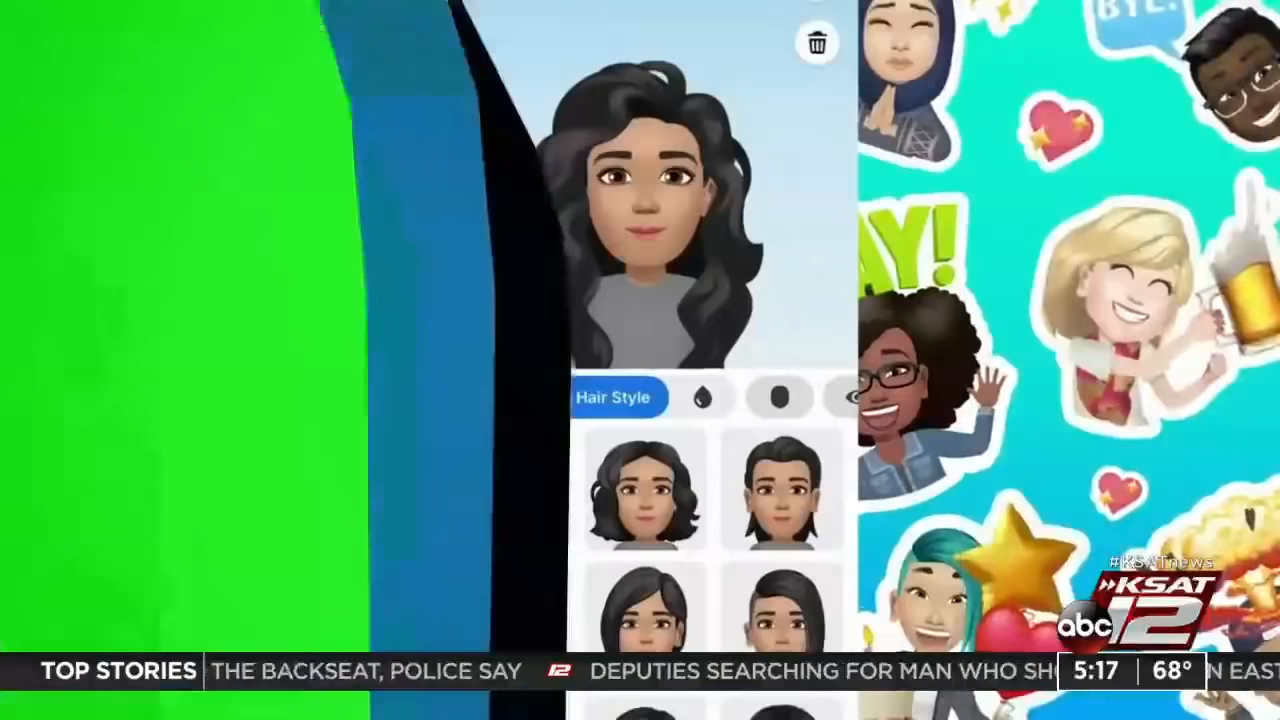 BYE!
AY!
Hair Style
#KSATnews
KSAT
abc 12
TOP STORIES THE BACKSEAT, POLICE SAY 12 DEPUTIES SEARCHING FOR MAN WHO SH 5:17 68° N EAST